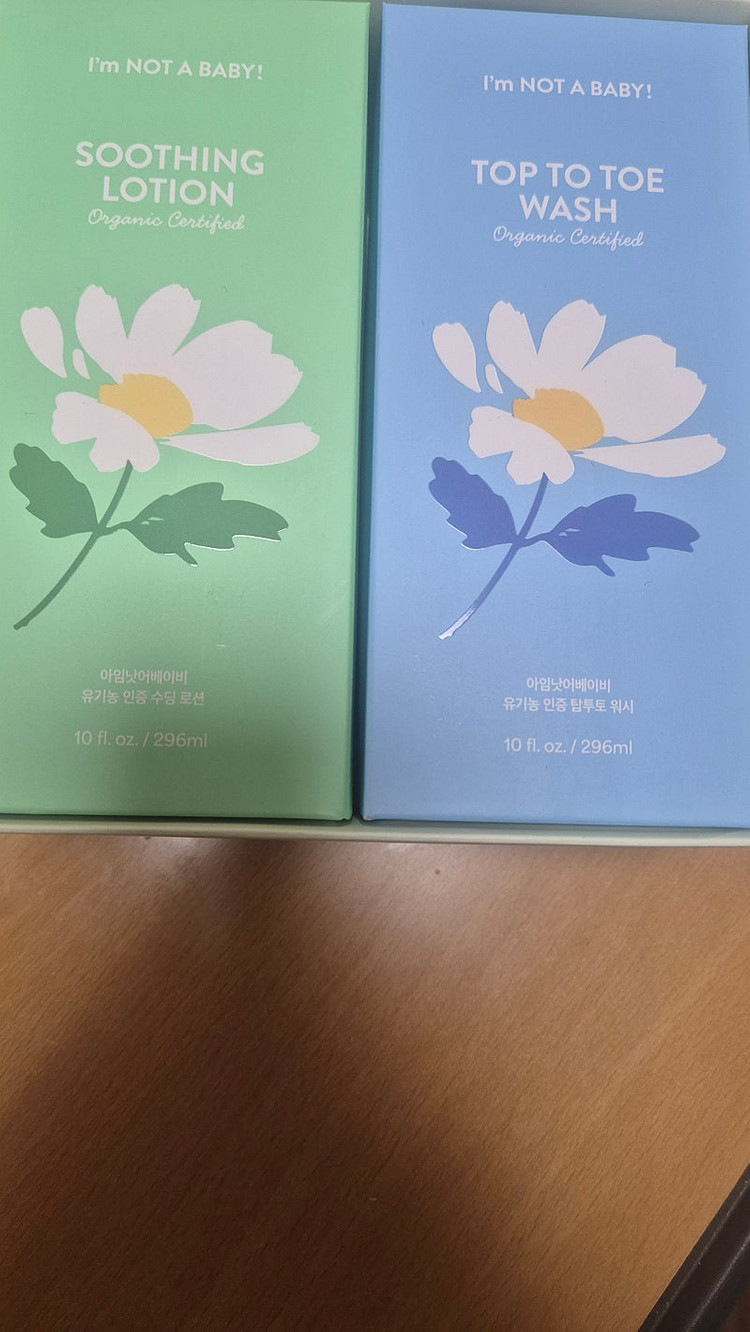 I'm NOT A BABY!
SOOTHING
LOTION
Organic Certified
아임낫어베이비
유기농 인증 수딩 로션
10 fl. oz. / 296ml
I'm NOT A BABY!
TOP TO TOE
WASH
Organic Certified
아임낫어베이비
유기농 인증 탑투토 워시
10 fl. oz. / 296ml